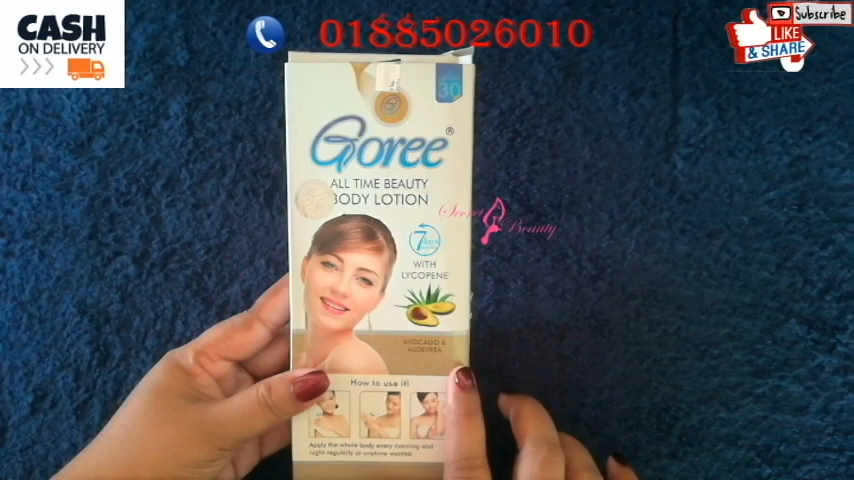 CASH
ON DELIVERY
01885026010
Subscribe
LIKE
& SHARE
30
Goree®
ALL TIME BEAUTY
BODY LOTION
Secret Beauty
7 days
WITH
LYCOPENE
AVOCADO &
ALOEVERA
How to use it!
Apply the whole body every morning and
night regularly or anytime wanted